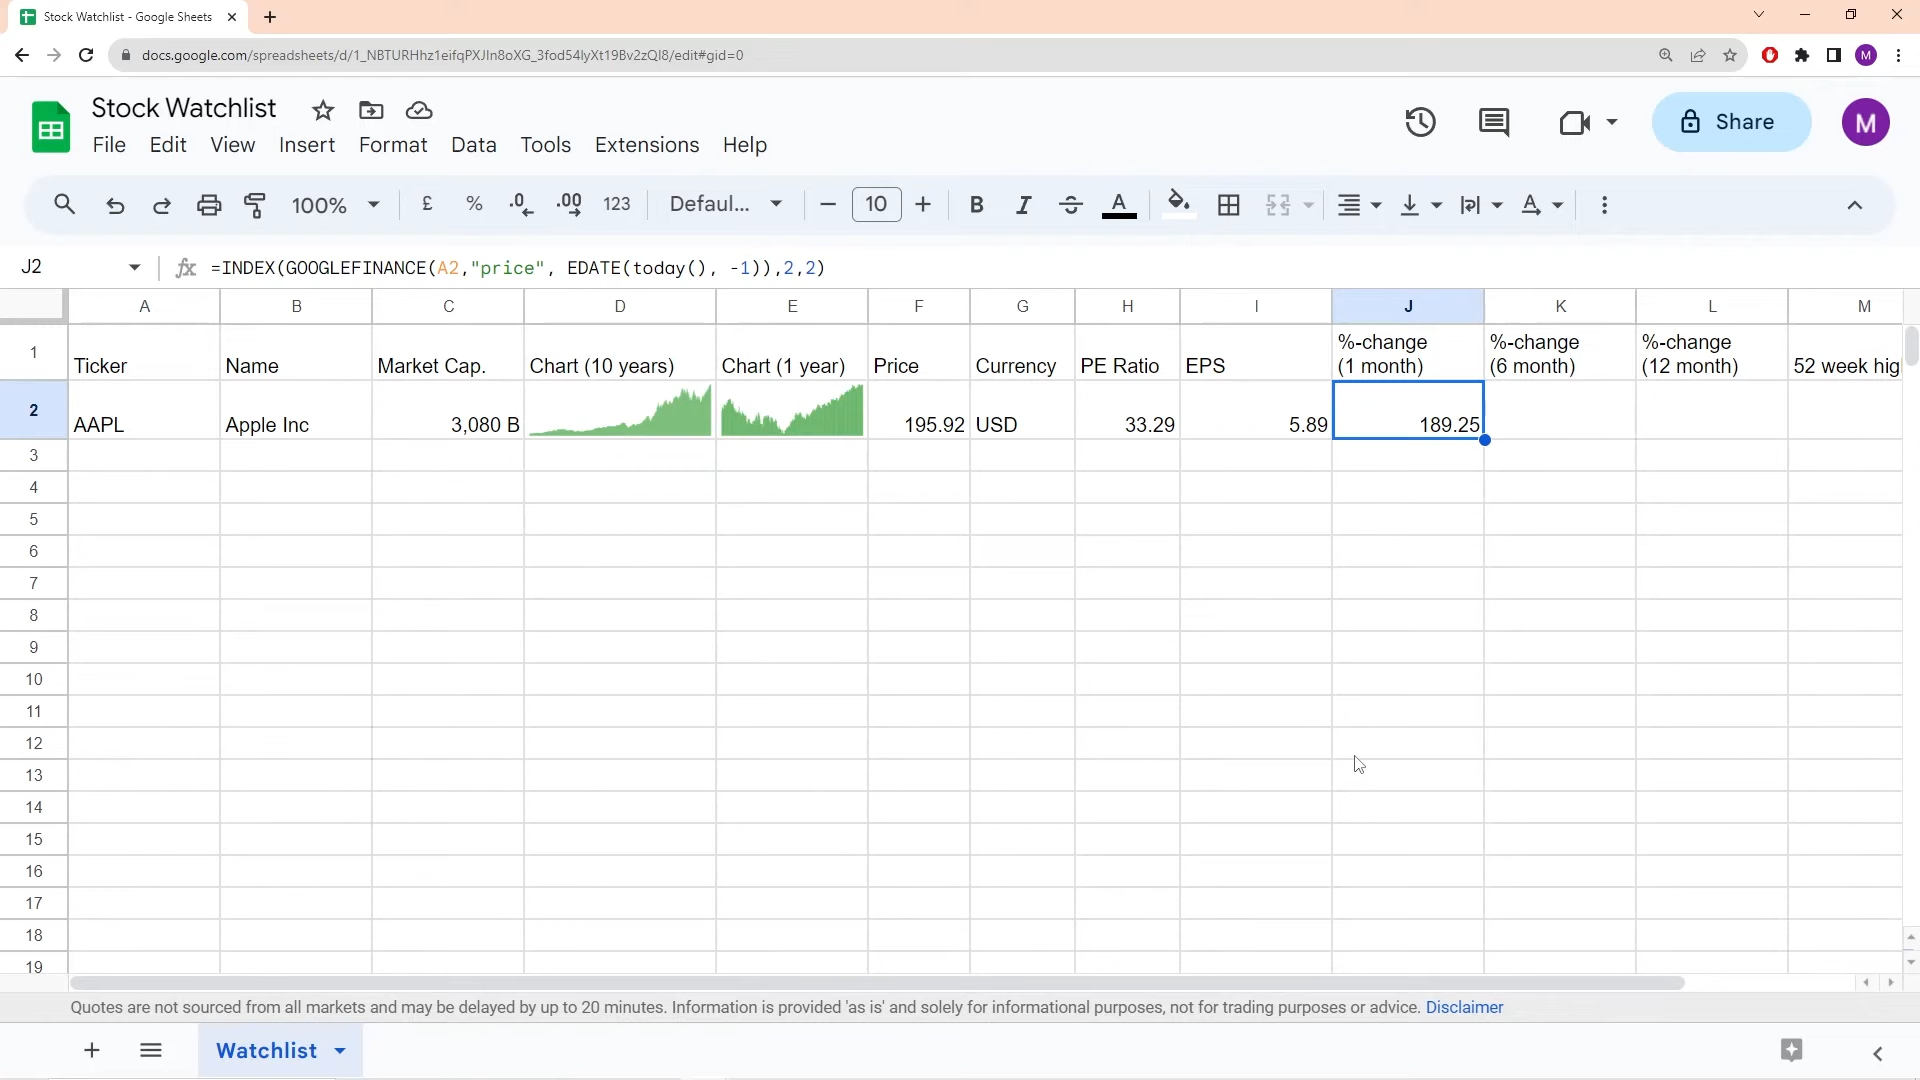 Stock Watchlist - Google Sheets
docs.google.com/spreadsheets/d/1_NBTURHhz1eifqPXJIn8oXG_3fod54lyXt19Bv2zQI8/edit#gid=0
M
Stock Watchlist
File Edit View Insert Format Data Tools Extensions Help
Share
M
100% £ % .0 .00 123 Defaul... 10 B I S A A
J2 fx =INDEX(GOOGLEFINANCE(A2,"price", EDATE(today(), -1)),2,2)
A B C D E F G H I J K L M
1 Ticker Name Market Cap. Chart (10 years) Chart (1 year) Price Currency PE Ratio EPS %-change (1 month) %-change (6 month) %-change (12 month) 52 week hig
2 AAPL Apple Inc 3,080 B 195.92 USD 33.29 5.89 189.25
3
4
5
6
7
8
9
10
11
12
13
14
15
16
17
18
19
Quotes are not sourced from all markets and may be delayed by up to 20 minutes. Information is provided 'as is' and solely for informational purposes, not for trading purposes or advice. Disclaimer
Watchlist